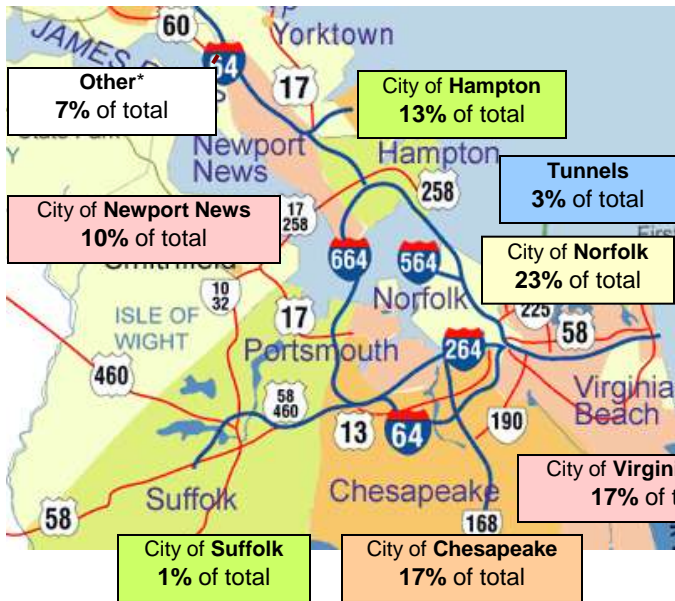 60
Yorktown
JAMES
64
17
Other*
7% of total
City of Hampton
13% of total
Newport
News
Hampton
258
Tunnels
3% of total
17
258
City of Newport News
10% of total
664
564
City of Norfolk
23% of total
Smithfield
10
32
Norfolk
225
ISLE OF
WIGHT
17
Portsmouth
264
58
460
58
460
Virginia
Beach
13
64
190
Suffolk
Chesapeake
City of Virgin
17% of t
58
168
City of Suffolk
1% of total
City of Chesapeake
17% of total